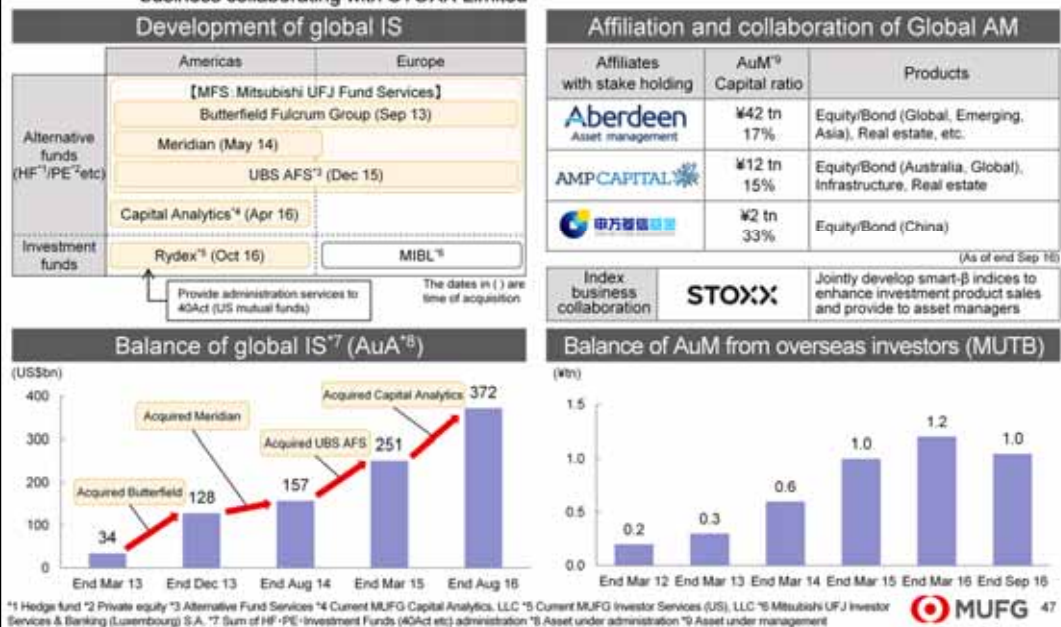 Business collaborating with STOXX Limited
Development of global IS
Americas
Europe
Alternative
funds
(HF*1/PE*2etc)
【MFS:Mitsubishi UFJ Fund Services】
Butterfield Fulcrum Group (Sep 13)
Meridian (May 14)
UBS AFS*3 (Dec 15)
Capital Analytics*4 (Apr 16)
Investment
funds
Rydex*5 (Oct 16)
MIBL*6
Provide administration services to
40Act (US mutual funds)
The dates in ( ) are
time of acquisition
Affiliation and collaboration of Global AM
Affiliates
with stake holding
AuM*9
Capital ratio
Products
Aberdeen
Asset management
¥42 tn
17%
Equity/Bond (Global, Emerging,
Asia), Real estate, etc.
AMP CAPITAL
¥12 tn
15%
Equity/Bond (Australia, Global),
Infrastructure, Real estate
申万菱信基金
¥2 tn
33%
Equity/Bond (China)
(As of end Sep 16)
Index
business
collaboration
STOXX
Jointly develop smart-β indices to
enhance investment product sales
and provide to asset managers
Balance of global IS*7 (AuA*8)
(US$bn)
400
300
200
100
0
34
128
157
251
372
Acquired Butterfield
Acquired Meridian
Acquired UBS AFS
Acquired Capital Analytics
End Mar 13
End Dec 13
End Aug 14
End Mar 15
End Aug 16
Balance of AuM from overseas investors (MUTB)
(¥tn)
1.5
1.0
0.5
0.0
0.2
0.3
0.6
1.0
1.2
1.0
End Mar 12
End Mar 13
End Mar 14
End Mar 15
End Mar 16
End Sep 16
*1 Hedge fund *2 Private equity *3 Alternative Fund Services *4 Current MUFG Capital Analytics, LLC *5 Current MUFG Investor Services (US), LLC *6 Mitsubishi UFJ Investor
Services & Banking (Luxembourg) S.A. *7 Sum of HF・PE・Investment Funds (40Act etc) administration *8 Asset under administration *9 Asset under management
MUFG
47